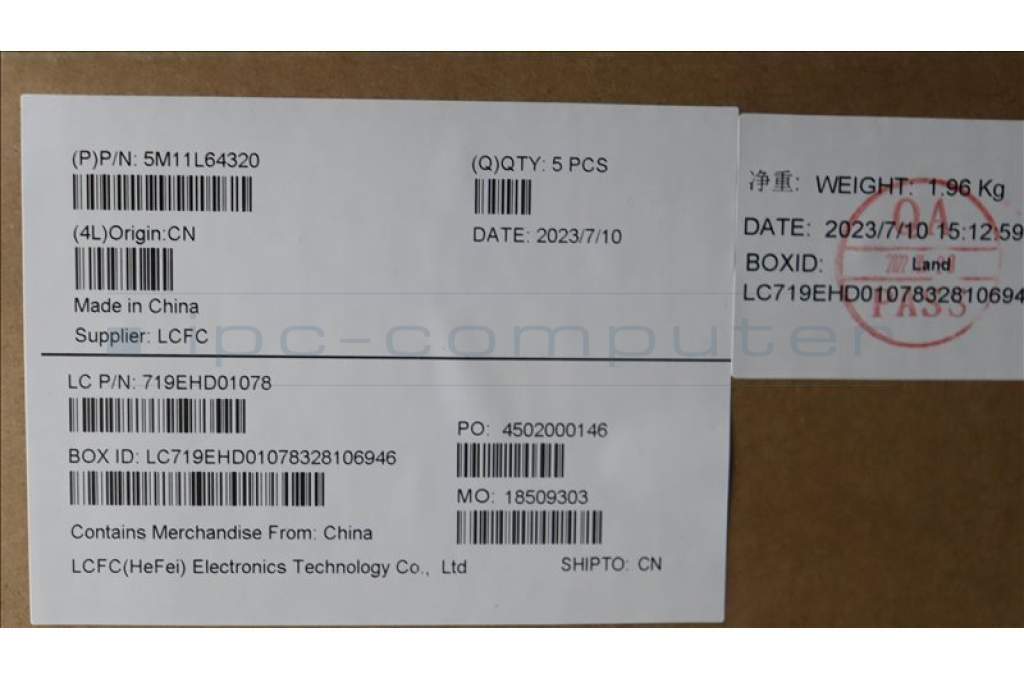 (P)P/N: 5M11L64320
(Q)QTY: 5 PCS
(4L)Origin:CN
DATE: 2023/7/10
Made in China
Supplier: LCFC
LC P/N: 719EHD01078
PO: 4502000146
BOX ID: LC719EHD01078328106946
MO: 18509303
Contains Merchandise From: China
LCFC(HeFei) Electronics Technology Co., Ltd
SHIPTO: CN
净重: WEIGHT: 1.96 Kg
DATE: 2023/7/10 15:12:59
BOXID: Land
LC719EHD0107832810694
QA
PASS
ipc-computer